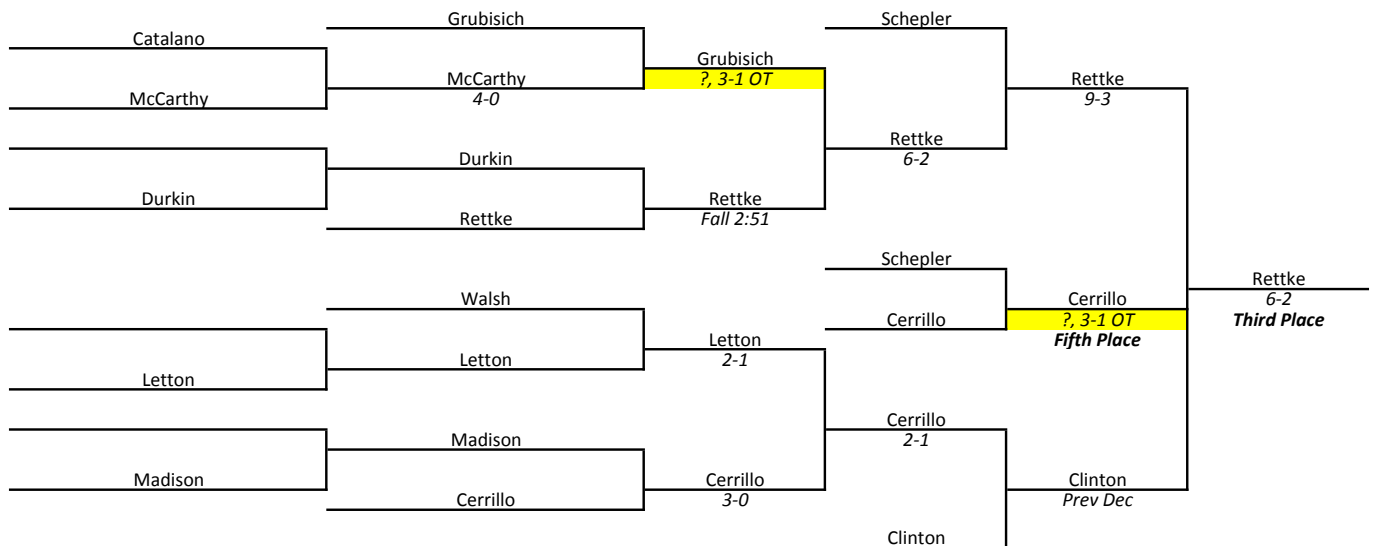 Grubisich
Schepler
Catalano
Grubisich
McCarthy
?, 3-1 OT
Rettke
McCarthy
4-0
9-3
Rettke
Durkin
6-2
Durkin
Rettke
Rettke
Fall 2:51
Schepler
Rettke
Walsh
Cerrillo
6-2
Cerrillo
?, 3-1 OT
Third Place
Letton
Fifth Place
Letton
2-1
Letton
Cerrillo
Madison
2-1
Madison
Cerrillo
Clinton
Cerrillo
3-0
Prev Dec
Clinton